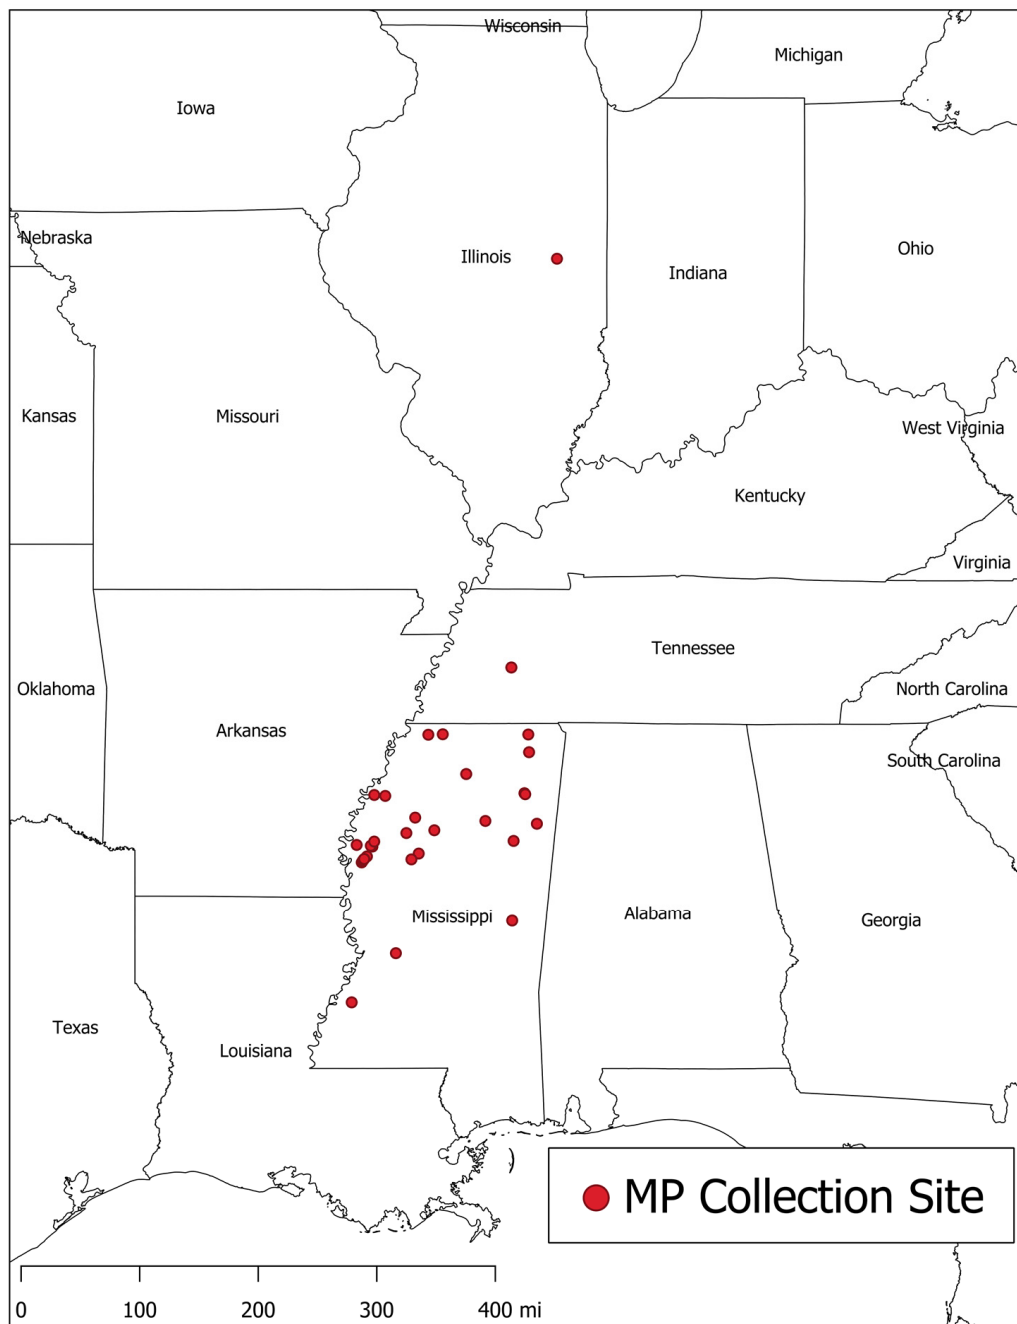 Wisconsin
Michigan
Iowa
Nebraska
Illinois
Indiana
Ohio
Kansas
Missouri
West Virginia
Kentucky
Virginia
Tennessee
Oklahoma
North Carolina
Arkansas
South Carolina
Mississippi
Alabama
Georgia
Texas
Louisiana
MP Collection Site
0 100 200 300 400 mi